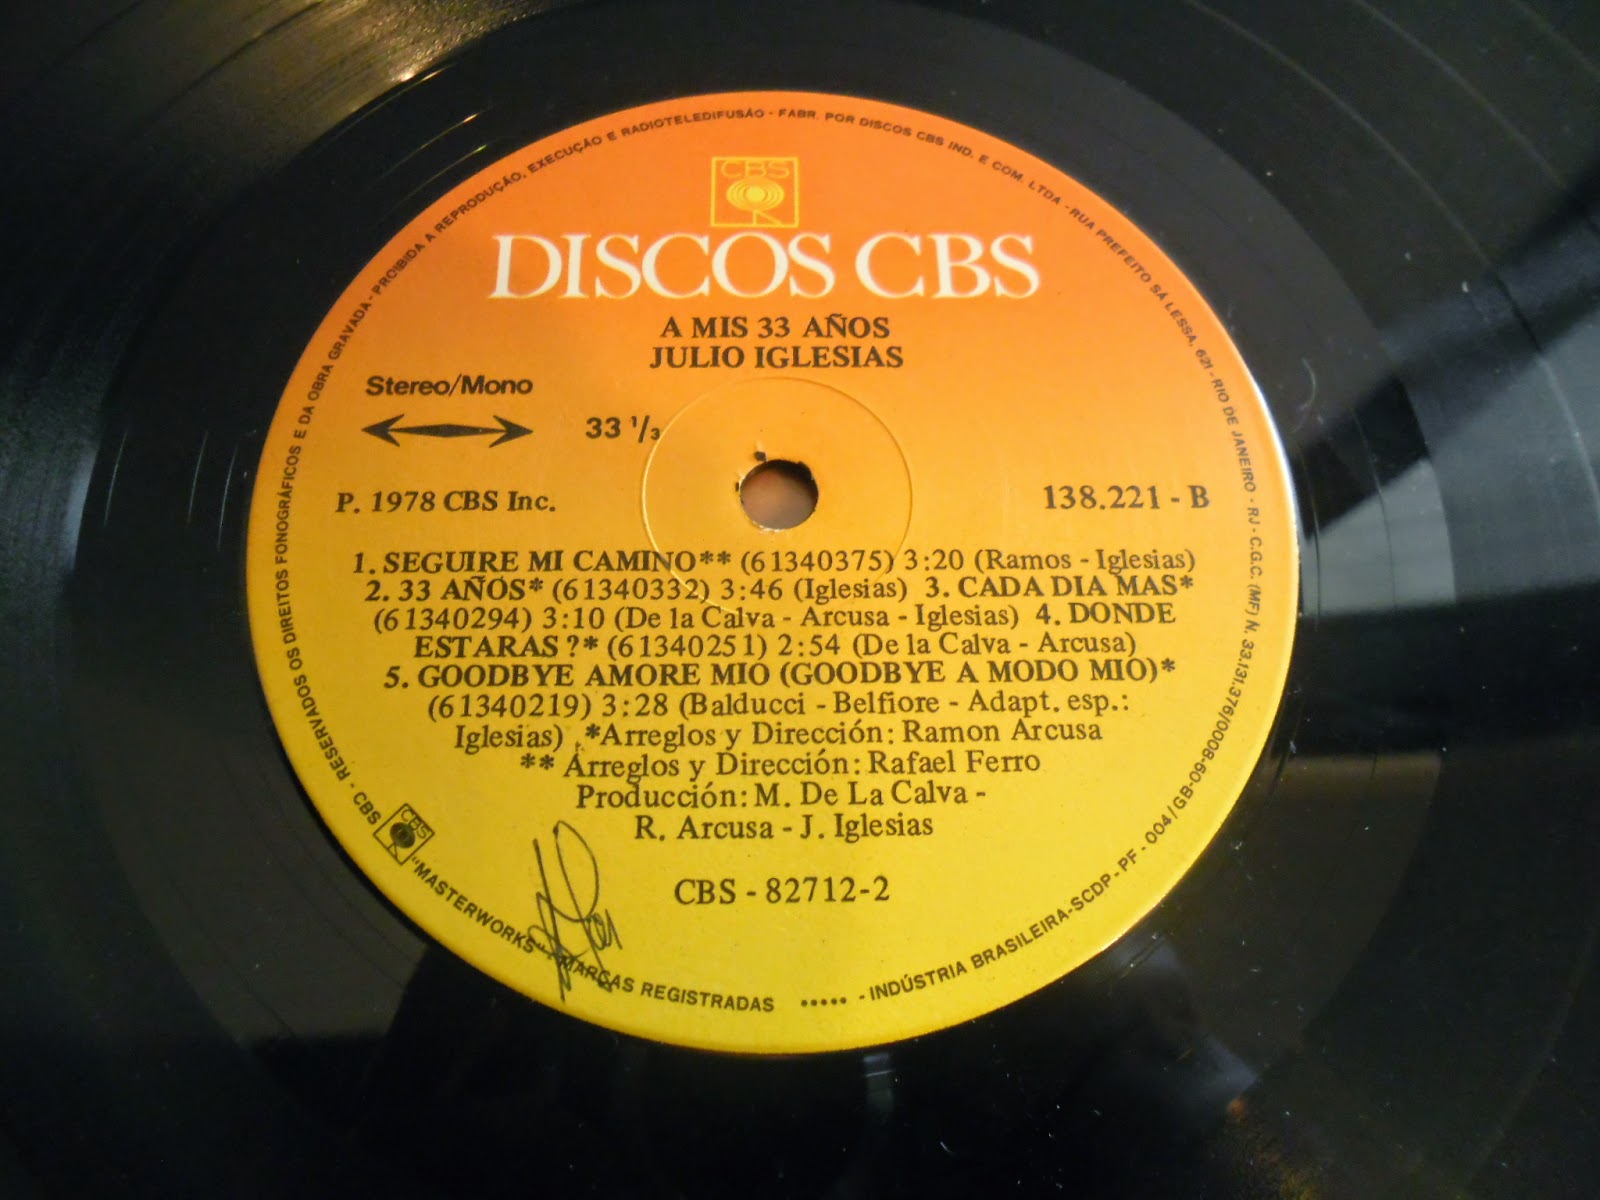 CBS
DISCOS CBS
A MIS 33 AÑOS
JULIO IGLESIAS
Stereo/Mono
33 1/3
P. 1978 CBS Inc.
138.221 - B
1. SEGUIRE MI CAMINO** (61340375) 3:20 (Ramos - Iglesias)
2. 33 AÑOS* (61340332) 3:46 (Iglesias) 3. CADA DIA MAS*
(61340294) 3:10 (De la Calva - Arcusa - Iglesias) 4. DONDE
ESTARAS?* (61340251) 2:54 (De la Calva - Arcusa)
5. GOODBYE AMORE MIO (GOODBYE A MODO MIO)*
(61340219) 3:28 (Balducci - Belfiore - Adapt. esp.:
Iglesias) *Arreglos y Dirección: Ramon Arcusa
** Arreglos y Dirección: Rafael Ferro
Producción: M. De La Calva -
R. Arcusa - J. Iglesias
CBS - 82712-2
CBS - RESERVADOS OS DIREITOS FONOGRÁFICOS E DA OBRA GRAVADA - PROIBIDA A REPRODUÇÃO, EXECUÇÃO E RADIOTELEDIFUSÃO - FABR. POR DISCOS CBS IND. E COM. LTDA - RUA PREFEITO SÁ LESSA, 621 - RIO DE JANEIRO - RJ - C.G.C. (MF) N. 33.131.376/0001
CBS "MASTERWORKS" - MARCAS REGISTRADAS ••••• - INDÚSTRIA BRASILEIRA - SCDP - PF - 004/GB-09-8000